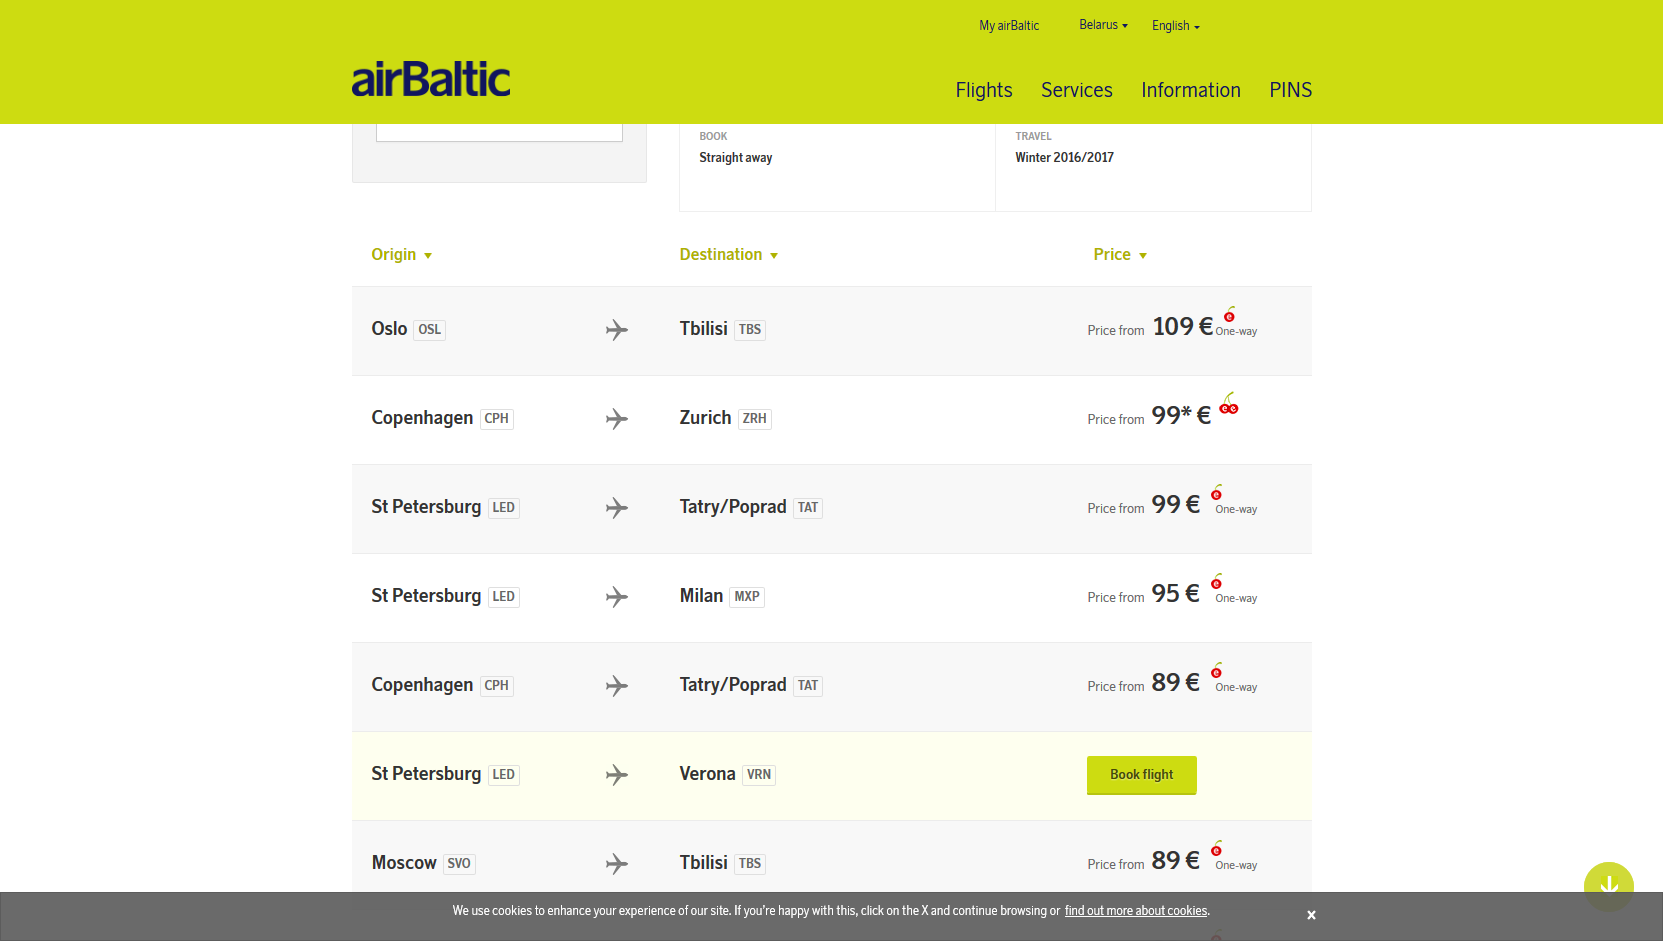 My airBaltic Belarus English
airBaltic
Flights Services Information PINS
BOOK TRAVEL
Straight away Winter 2016/2017
Origin Destination Price
Oslo OSL Tbilisi TBS Price from 109 € e One-way
Copenhagen CPH Zurich ZRH Price from 99* € e e
St Petersburg LED Tatry/Poprad TAT Price from 99 € e One-way
St Petersburg LED Milan MXP Price from 95 € e One-way
Copenhagen CPH Tatry/Poprad TAT Price from 89 € e One-way
St Petersburg LED Verona VRN Book flight
Moscow SVO Tbilisi TBS Price from 89 € e One-way
We use cookies to enhance your experience of our site. If you're happy with this, click on the X and continue browsing or find out more about cookies. x